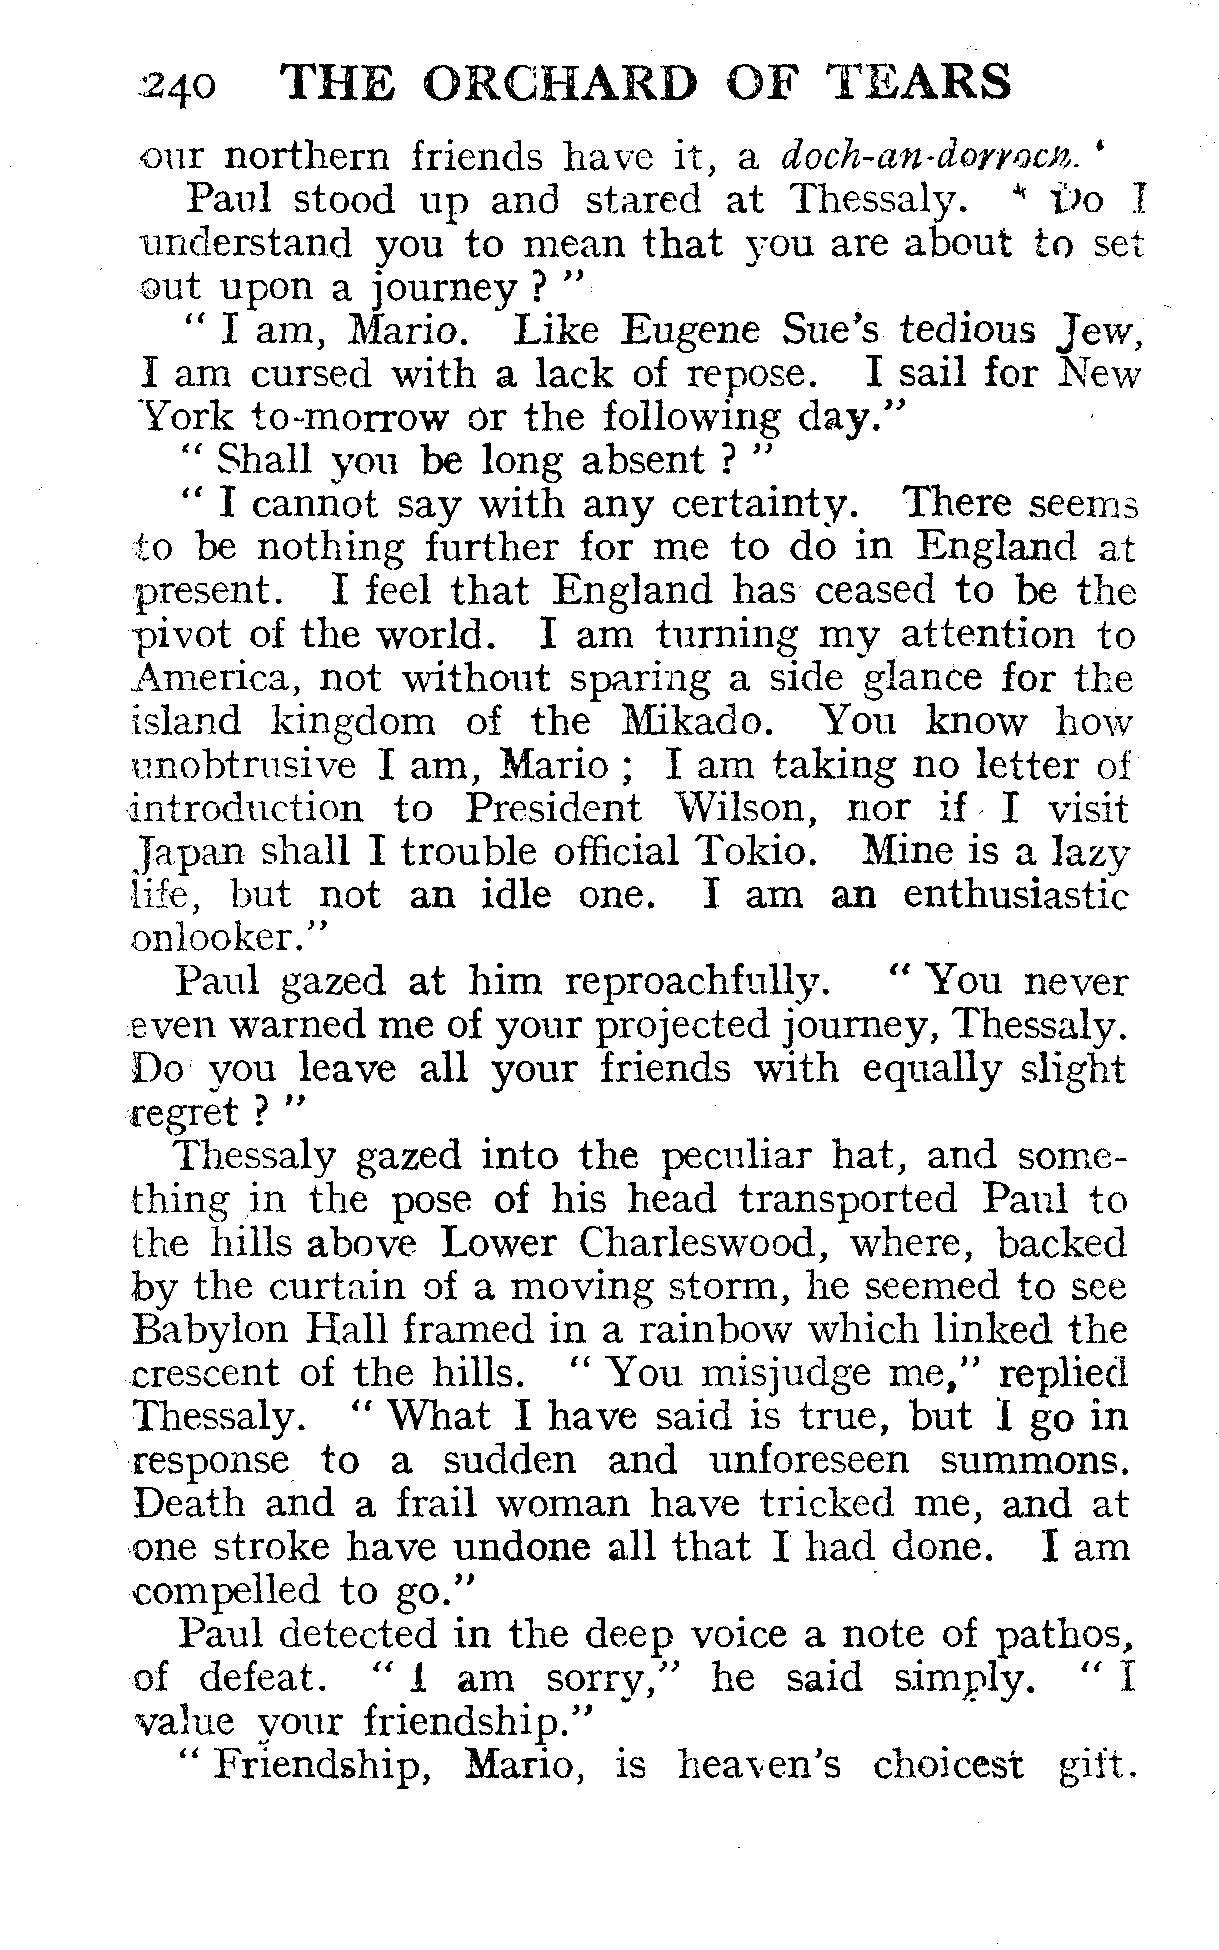 240 THE ORCHARD OF TEARS
our northern friends have it, a doch-an-dorroch. '
Paul stood up and stared at Thessaly. " Do I
understand you to mean that you are about to set
out upon a journey ? "
" I am, Mario. Like Eugene Sue's tedious Jew,
I am cursed with a lack of repose. I sail for New
York to-morrow or the following day."
" Shall you be long absent ? "
" I cannot say with any certainty. There seems
to be nothing further for me to do in England at
present. I feel that England has ceased to be the
pivot of the world. I am turning my attention to
America, not without sparing a side glance for the
island kingdom of the Mikado. You know how
unobtrusive I am, Mario ; I am taking no letter of
introduction to President Wilson, nor if I visit
Japan shall I trouble official Tokio. Mine is a lazy
life, but not an idle one. I am an enthusiastic
onlooker."
Paul gazed at him reproachfully. " You never
even warned me of your projected journey, Thessaly.
Do you leave all your friends with equally slight
regret ? "
Thessaly gazed into the peculiar hat, and some-
thing in the pose of his head transported Paul to
the hills above Lower Charleswood, where, backed
by the curtain of a moving storm, he seemed to see
Babylon Hall framed in a rainbow which linked the
crescent of the hills. " You misjudge me," replied
Thessaly. " What I have said is true, but I go in
response to a sudden and unforeseen summons.
Death and a frail woman have tricked me, and at
one stroke have undone all that I had done. I am
compelled to go."
Paul detected in the deep voice a note of pathos,
of defeat. " I am sorry," he said simply. " I
value your friendship."
" Friendship, Mario, is heaven's choicest gift.